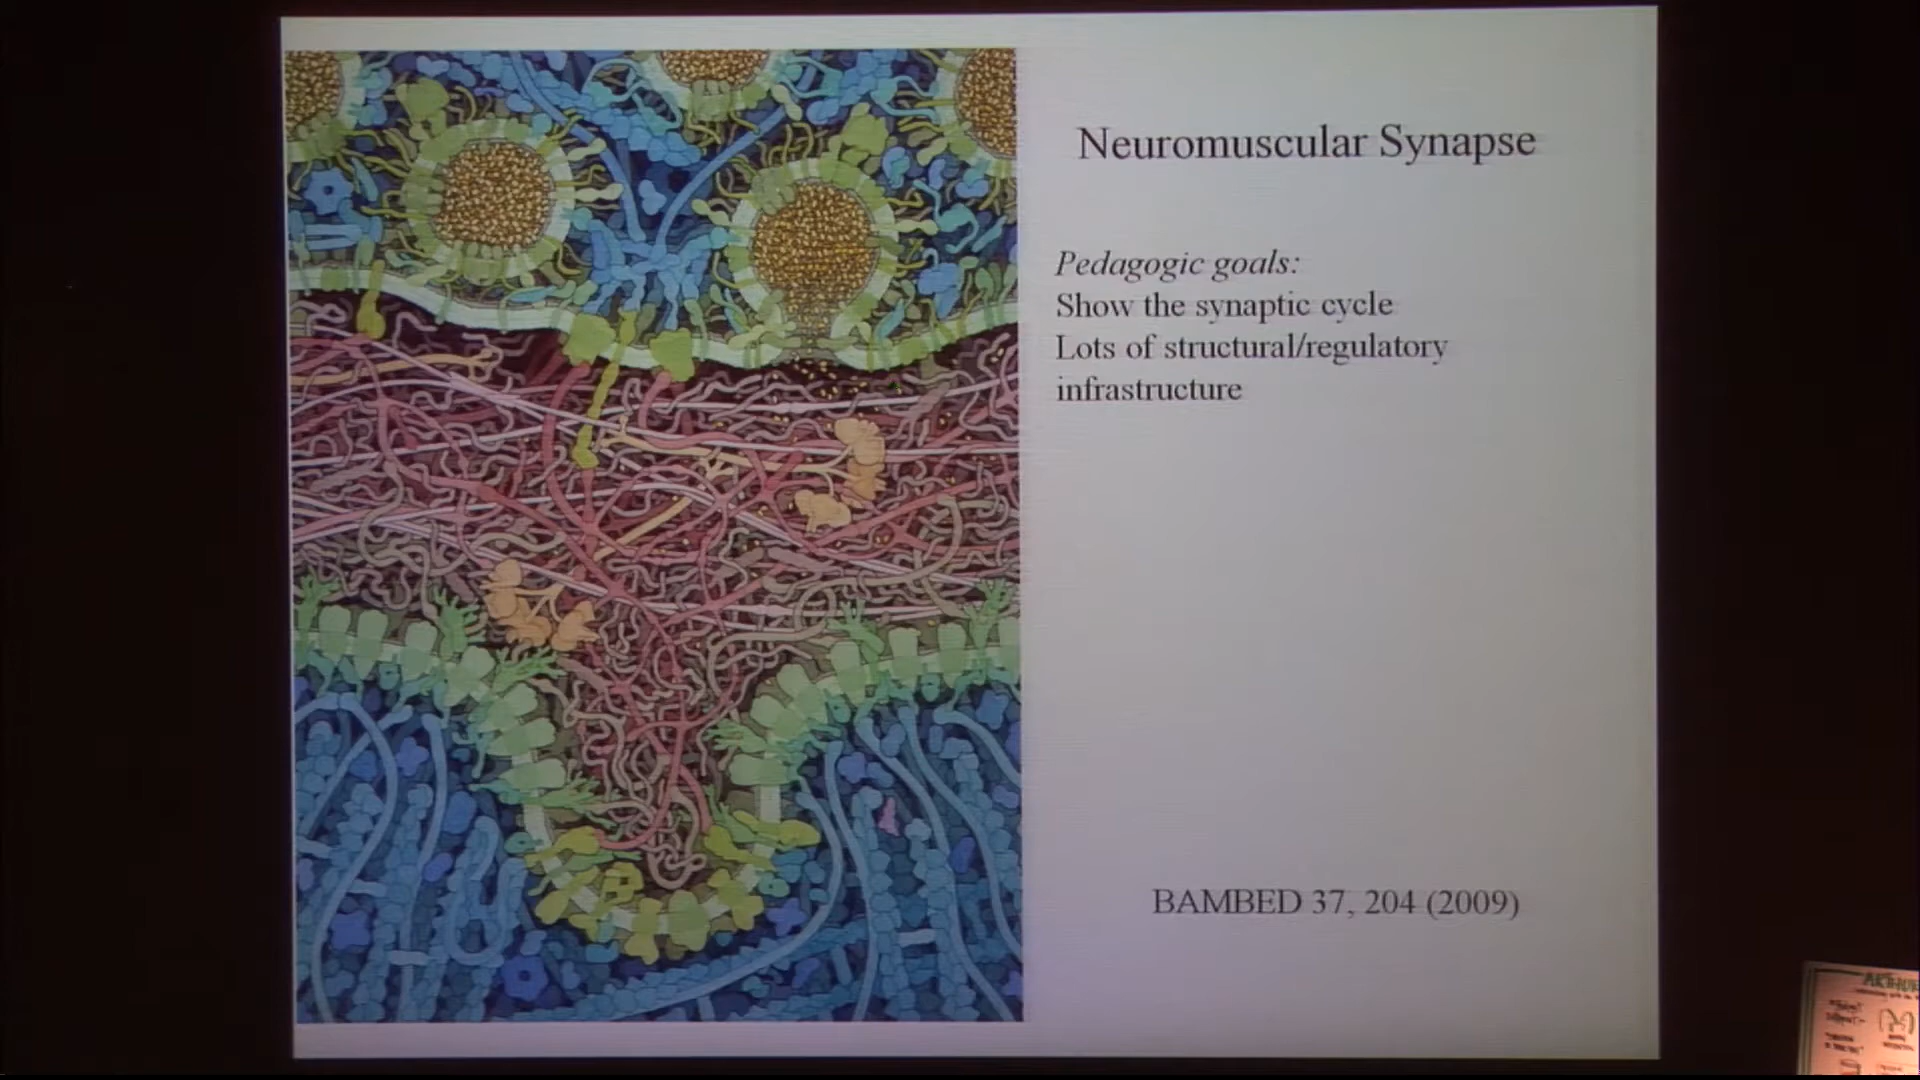 Neuromuscular Synapse
Pedagogic goals:
Show the synaptic cycle
Lots of structural/regulatory
infrastructure
BAMBED 37, 204 (2009)